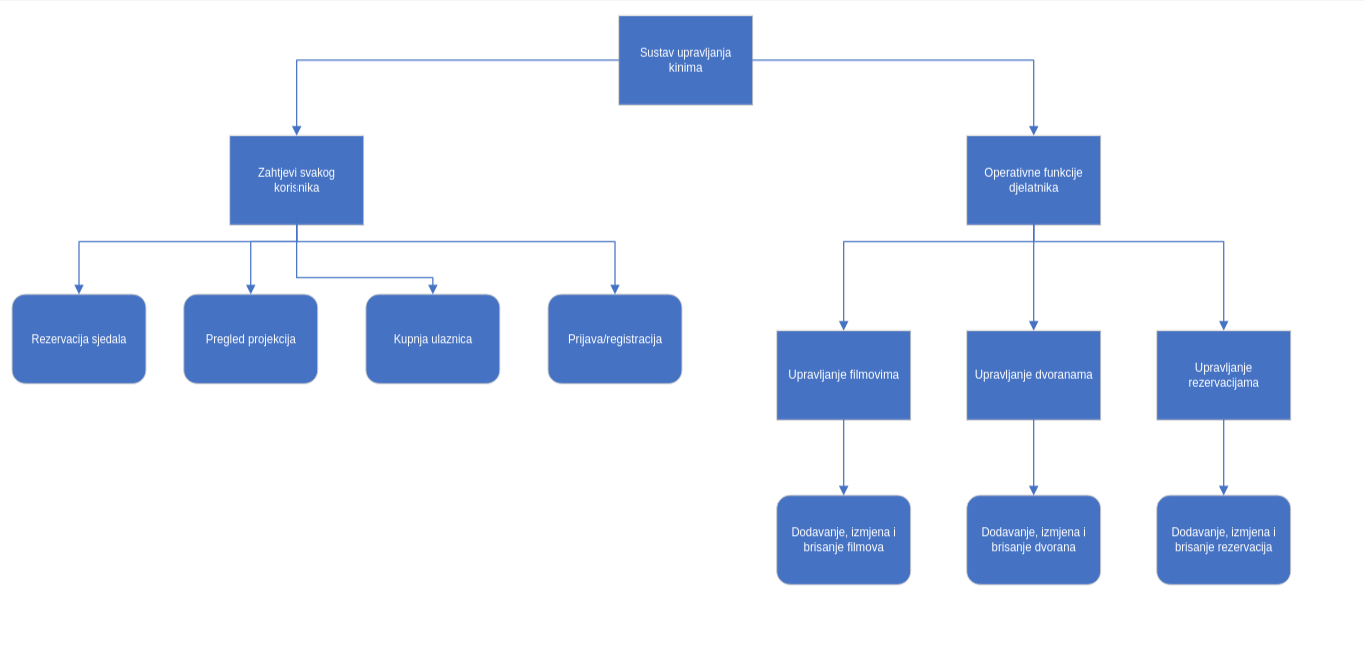 Sustav upravljanja
kinima
Zahtjevi svakog
korisnika
Operativne funkcije
djelatnika
Rezervacija sjedala
Pregled projekcija
Kupnja ulaznica
Prijava/registracija
Upravljanje filmovima
Upravljanje dvoranama
Upravljanje
rezervacijama
Dodavanje, izmjena i
brisanje filmova
Dodavanje, izmjena i
brisanje dvorana
Dodavanje, izmjena i
brisanje rezervacija